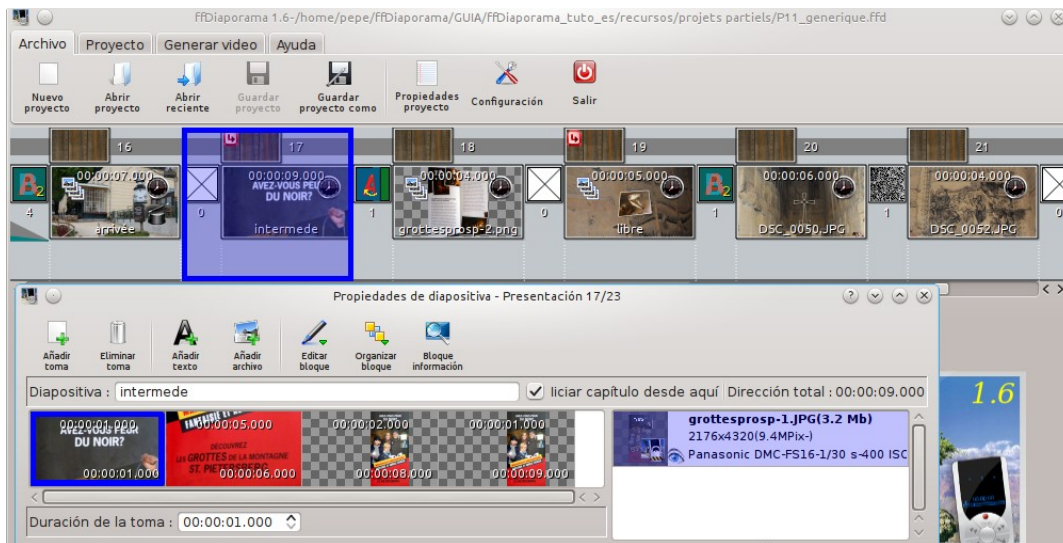 ffDiaporama 1.6-/home/pepe/ffDiaporama/GUIA/ffDiaporama_tuto_es/recursos/projets partiels/P11_generique.ffd
Archivo Proyecto Generar video Ayuda
Nuevo proyecto
Abrir proyecto
Abrir reciente
Guardar proyecto
Guardar proyecto como
Propiedades proyecto
Configuración
Salir
16 17 18 19 20 21
00:00:07.000 00:00:09.000 00:00:04.000 00:00:05.000 00:00:06.000 00:00:04.000
AVEZ-VOUS PEUR
DU NOIR?
4 0 1 0 1 1 0
arrivée intermede grottesprosp-2.png libre DSC_0050.JPG DSC_0052.JPG
Propiedades de diapositiva - Presentación 17/23
Añadir toma
Eliminar toma
Añadir texto
Añadir archivo
Editar bloque
Organizar bloque
Bloque información
Diapositiva : intermede liciar capítulo desde aquí Dirección total : 00:00:09.000
1.6
00:00:01.000 00:00:05.000 00:00:02.000 00:00:01.000
AVEZ-VOUS PEUR
DU NOIR?
FANTAISIE ET
DÉCOUVREZ
LES GROTTES DE LA MONTAGNE
ST. PIETERSBERG
00:00:01.000 00:00:06.000 00:00:08.000 00:00:09.000
grottesprosp-1.JPG(3.2 Mb)
2176x4320(9.4MPix-)
Panasonic DMC-FS16-1/30 s-400 ISC
Duración de la toma : 00:00:01.000